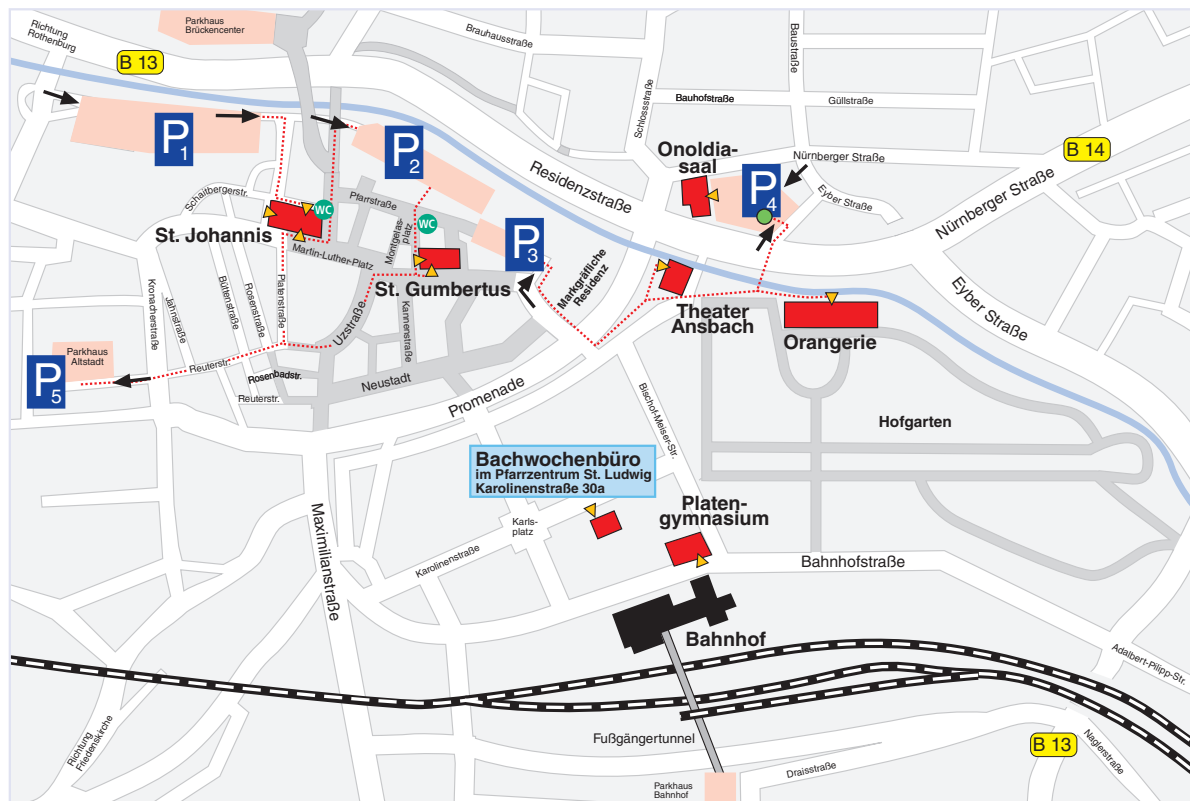 Richtung
Rothenburg
Parkhaus
Brückencenter
B 13
Brauhausstraße
Baustraße
Schlossstraße
Bauhofstraße
Güllstraße
B 14
P1
P2
Onoldia-
saal
Nürnberger Straße
P4
Eyber Straße
Nürnberger Straße
Residenzstraße
Schaitbergerstr.
Pfarrstraße
WC
WC
St. Johannis
Martin-Luther-Platz
Montgelas-
platz
P3
St. Gumbertus
Markgräfliche
Residenz
Theater
Ansbach
Orangerie
Eyber Straße
Kronacherstraße
Jahnstraße
Büttenstraße
Rosenstraße
Platenstraße
Uzstraße
Kannenstraße
Parkhaus
Altstadt
P5
Reuterstr.
Rosenbadstr.
Reuterstr.
Neustadt
Promenade
Bischof-Meiser-Str.
Hofgarten
Bachwochenbüro
im Pfarrzentrum St. Ludwig
Karolinenstraße 30a
Platen-
gymnasium
Karls-
platz
Karolinenstraße
Maximilianstraße
Bahnhofstraße
Bahnhof
Adalbert-Pilipp-Str.
Richtung
Friedenskirche
Fußgängertunnel
B 13
Naglerstraße
Draisstraße
Parkhaus
Bahnhof